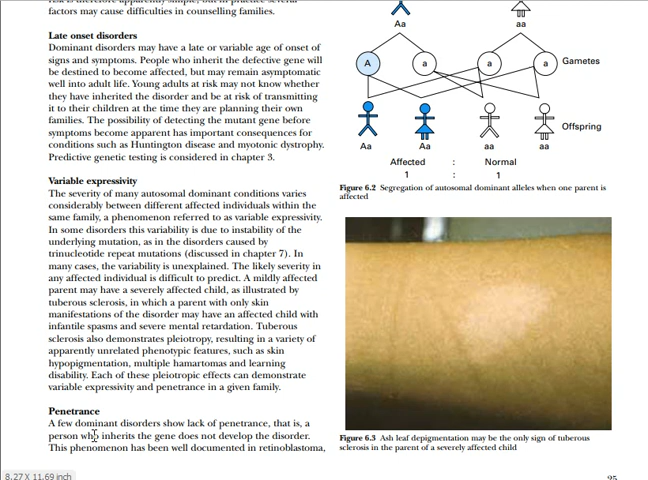 risk is therefore apparently simple, but in practice several
factors may cause difficulties in counselling families.
Late onset disorders
Dominant disorders may have a late or variable age of onset of
signs and symptoms. People who inherit the defective gene will
be destined to become affected, but may remain asymptomatic
well into adult life. Young adults at risk may not know whether
they have inherited the disorder and be at risk of transmitting
it to their children at the time they are planning their own
families. The possibility of detecting the mutant gene before
symptoms become apparent has important consequences for
conditions such as Huntington disease and myotonic dystrophy.
Predictive genetic testing is considered in chapter 3.
Variable expressivity
The severity of many autosomal dominant conditions varies
considerably between different affected individuals within the
same family, a phenomenon referred to as variable expressivity.
In some disorders this variability is due to instability of the
underlying mutation, as in the disorders caused by
trinucleotide repeat mutations (discussed in chapter 7). In
many cases, the variability is unexplained. The likely severity in
any affected individual is difficult to predict. A mildly affected
parent may have a severely affected child, as illustrated by
tuberous sclerosis, in which a parent with only skin
manifestations of the disorder may have an affected child with
infantile spasms and severe mental retardation. Tuberous
sclerosis also demonstrates pleiotropy, resulting in a variety of
apparently unrelated phenotypic features, such as skin
hypopigmentation, multiple hamartomas and learning
disability. Each of these pleiotropic effects can demonstrate
variable expressivity and penetrance in a given family.
Penetrance
A few dominant disorders show lack of penetrance, that is, a
person who inherits the gene does not develop the disorder.
This phenomenon has been well documented in retinoblastoma,
8.27 X 11.69 inch
Aa aa
A a a a Gametes
Offspring
Aa Aa aa aa
Affected : Normal
1 : 1
Figure 6.2 Segregation of autosomal dominant alleles when one parent is
affected
Figure 6.3 Ash leaf depigmentation may be the only sign of tuberous
sclerosis in the parent of a severely affected child